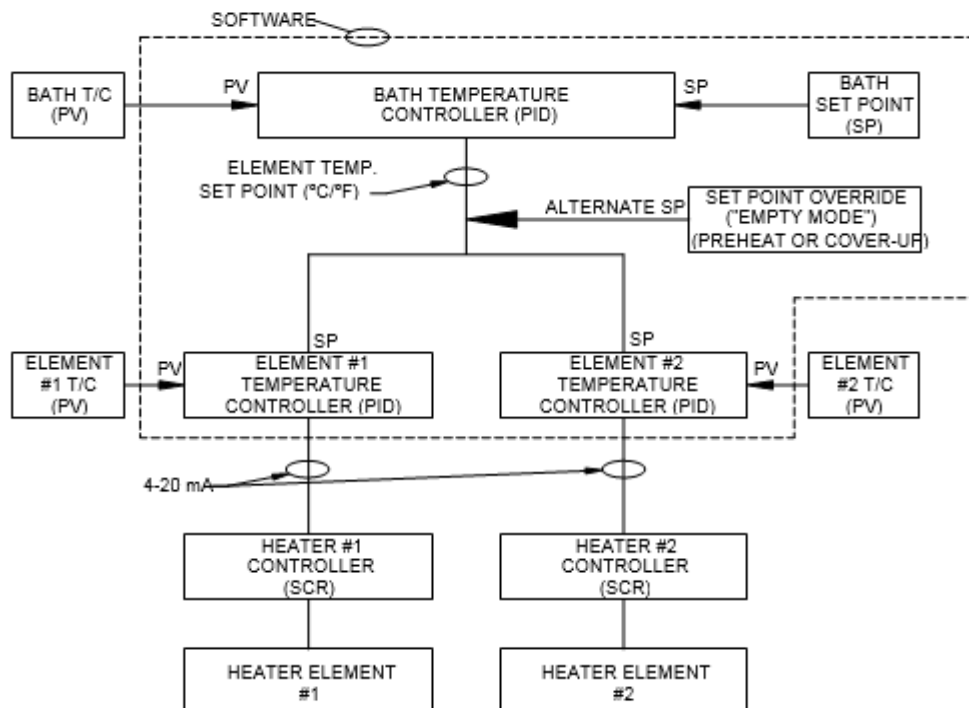 SOFTWARE
BATH T/C
(PV)
PV
BATH TEMPERATURE
CONTROLLER (PID)
SP
BATH
SET POINT
(SP)
ELEMENT TEMP.
SET POINT (ºC/ºF)
ALTERNATE SP
SET POINT OVERRIDE
("EMPTY MODE")
(PREHEAT OR COVER-UP)
ELEMENT
#1 T/C
(PV)
PV
SP
ELEMENT #1
TEMPERATURE
CONTROLLER (PID)
SP
ELEMENT #2
TEMPERATURE
CONTROLLER (PID)
PV
ELEMENT
#2 T/C
(PV)
4-20 mA
HEATER #1
CONTROLLER
(SCR)
HEATER #2
CONTROLLER
(SCR)
HEATER ELEMENT
#1
HEATER ELEMENT
#2